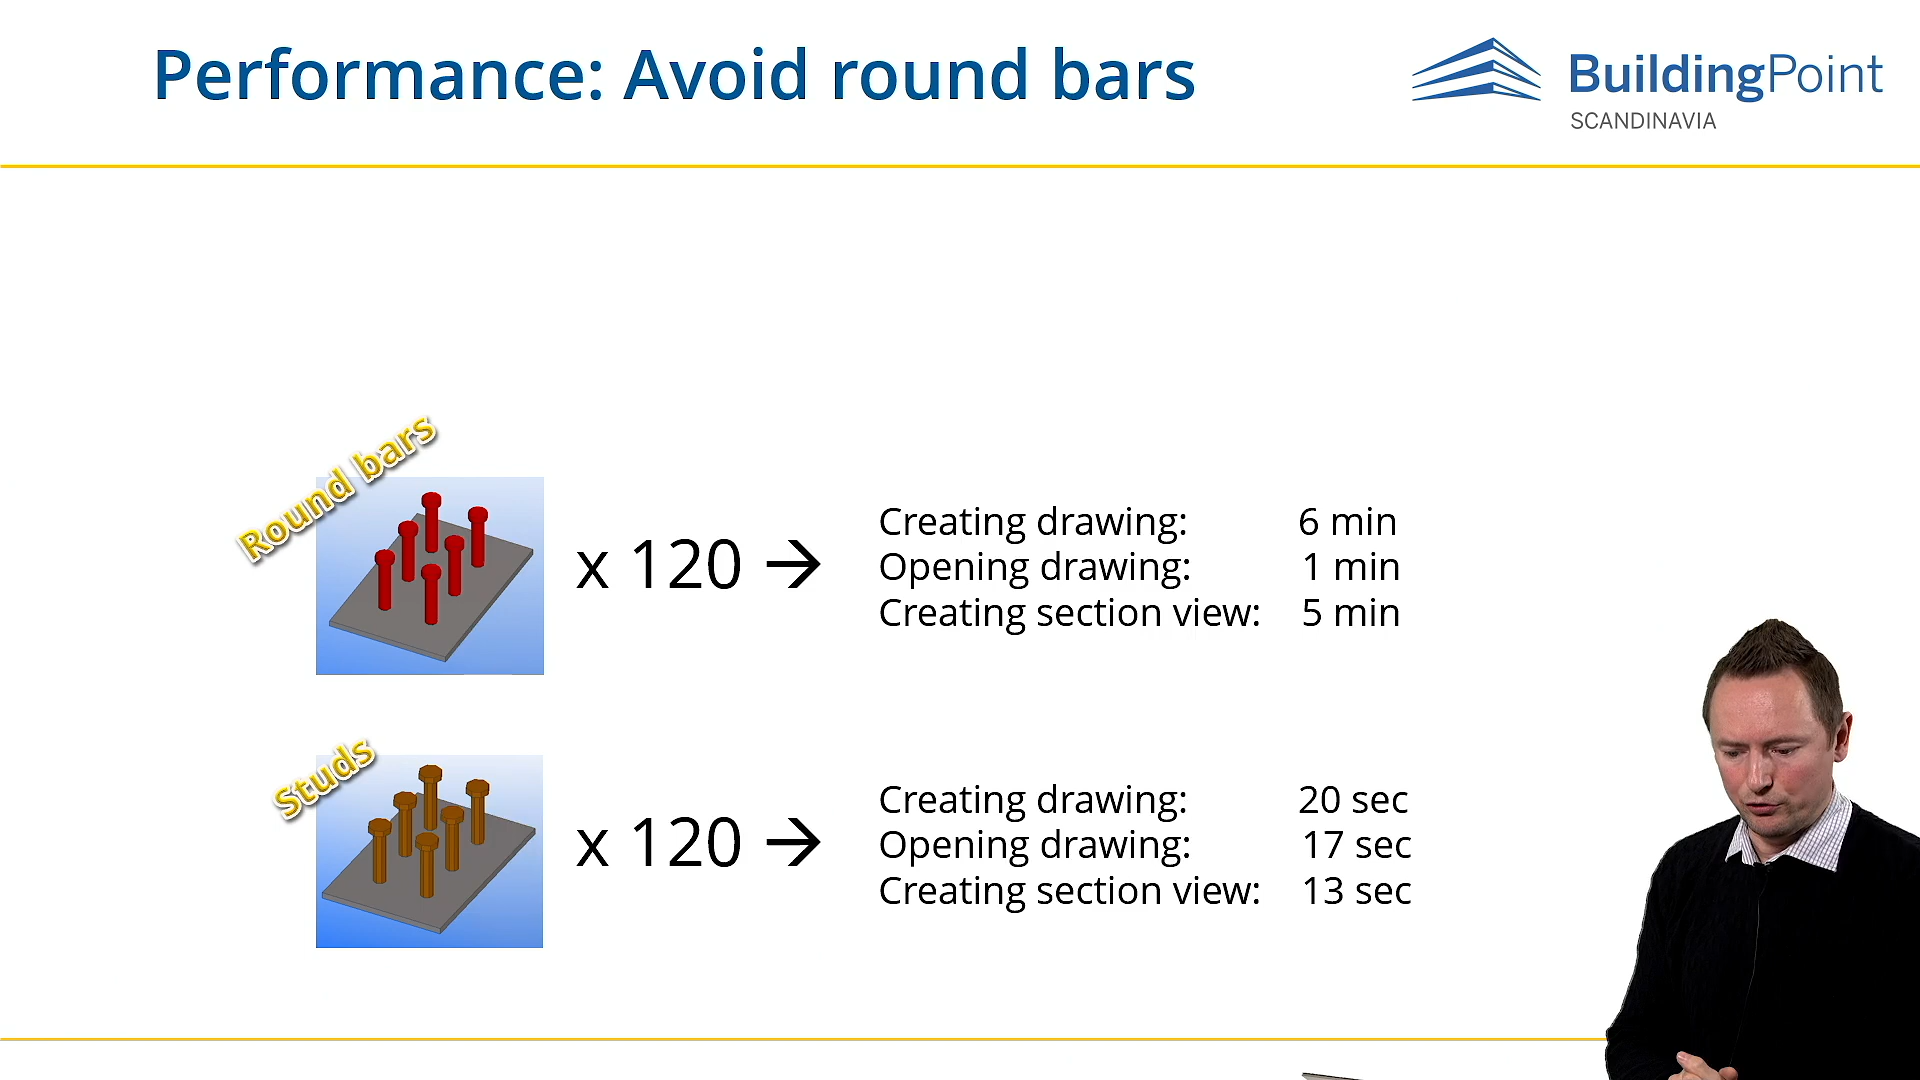 Performance: Avoid round bars
BuildingPoint
SCANDINAVIA
Round bars
x 120 →
Creating drawing: 6 min
Opening drawing: 1 min
Creating section view: 5 min
Studs
x 120 →
Creating drawing: 20 sec
Opening drawing: 17 sec
Creating section view: 13 sec